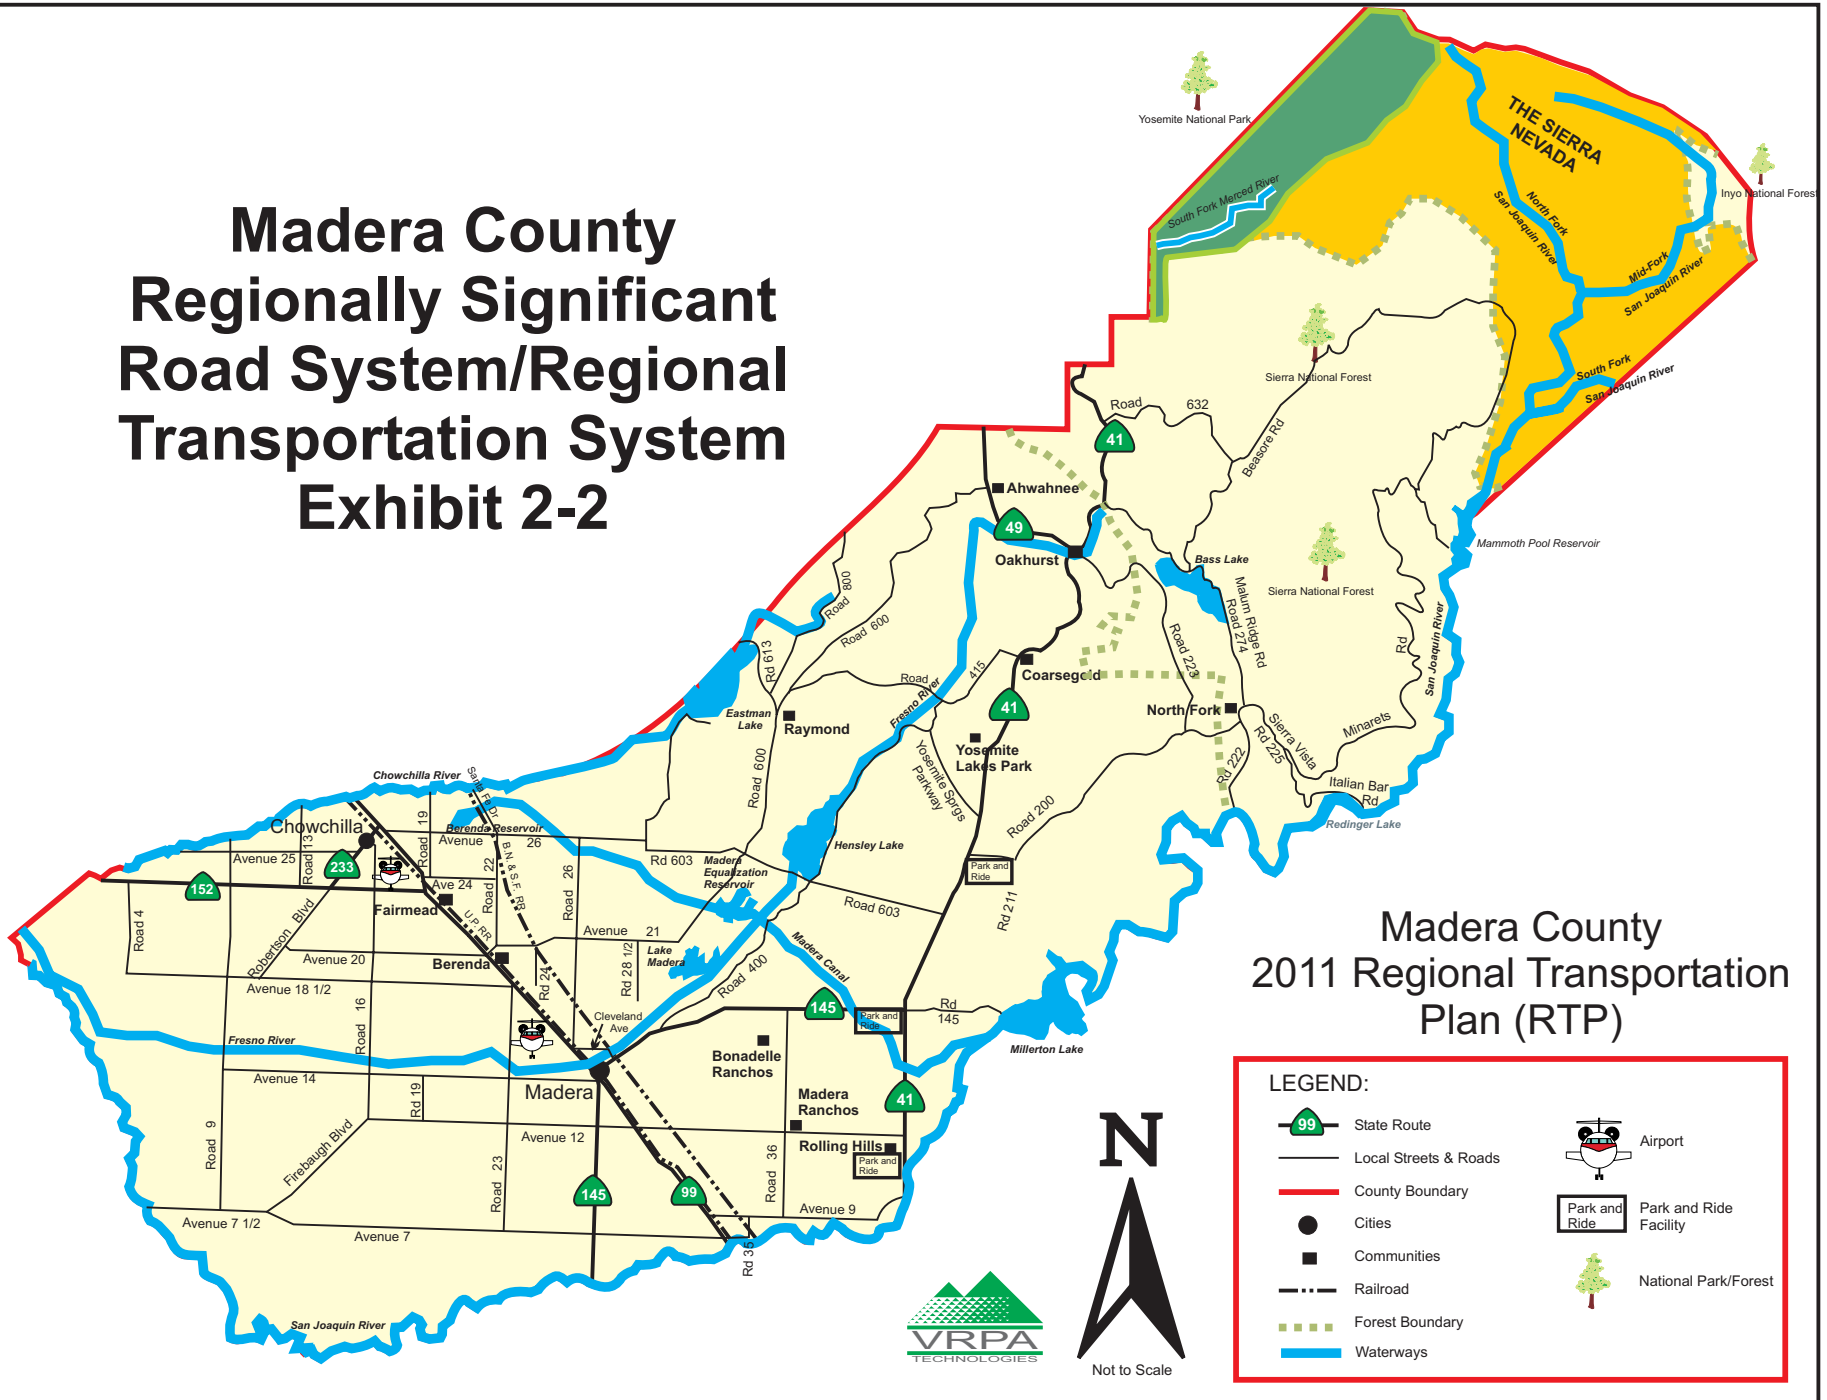 Madera County
Regionally Significant
Road System/Regional
Transportation System
Exhibit 2-2
Yosemite National Park
THE SIERRA
NEVADA
Inyo National Forest
South Fork Merced River
North Fork
San Joaquin River
Mid-Fork
San Joaquin River
South Fork
San Joaquin River
Sierra National Forest
Road 632
41
Beasore Rd
Ahwahnee
49
Oakhurst
Bass Lake
Mammoth Pool Reservoir
Sierra National Forest
Malum Ridge Rd
Road 274
Road 223
Rd
San Joaquin River
Road 800
Road 600
Rd 613
Road 415
Coarsegold
41
Fresno River
Eastman
Lake
Raymond
North Fork
Yosemite
Lakes Park
Yosemite Sprgs
Parkway
Sierra Vista
Rd 225
Rd 222
Minarets
Italian Bar
Rd
Redinger Lake
Road 600
Road 200
Chowchilla River
Santa Fe Dr
Chowchilla
Road 13
Road 19
Berenda Reservoir
Avenue 26
Hensley Lake
Avenue 25
233
B.N. & S.F. RR
Rd 603
Madera
Equalization
Reservoir
Park and
Ride
152
Ave 24
Road 22
Road 26
Fairmead
U.P. RR
Road 603
Rd 211
Road 4
Robertson Blvd
Avenue 21
Avenue 20
Berenda
Rd 24
Rd 28 1/2
Lake
Madera
Madera Canal
Road 400
Avenue 18 1/2
Road 16
145
Rd
145
Park and
Ride
Cleveland
Ave
Fresno River
Bonadelle
Ranchos
Millerton Lake
Avenue 14
Rd 19
Madera
Madera
Ranchos
41
Firebaugh Blvd
Avenue 12
Rolling Hills
Park and
Ride
Road 9
Road 23
Road 36
145
99
Avenue 7 1/2
Avenue 7
Avenue 9
Rd 35
San Joaquin River
VRPA
TECHNOLOGIES
N
Not to Scale
Madera County
2011 Regional Transportation
Plan (RTP)
LEGEND:
99
State Route
Local Streets & Roads
County Boundary
Cities
Communities
Railroad
Forest Boundary
Waterways
Airport
Park and
Ride
Park and Ride
Facility
National Park/Forest